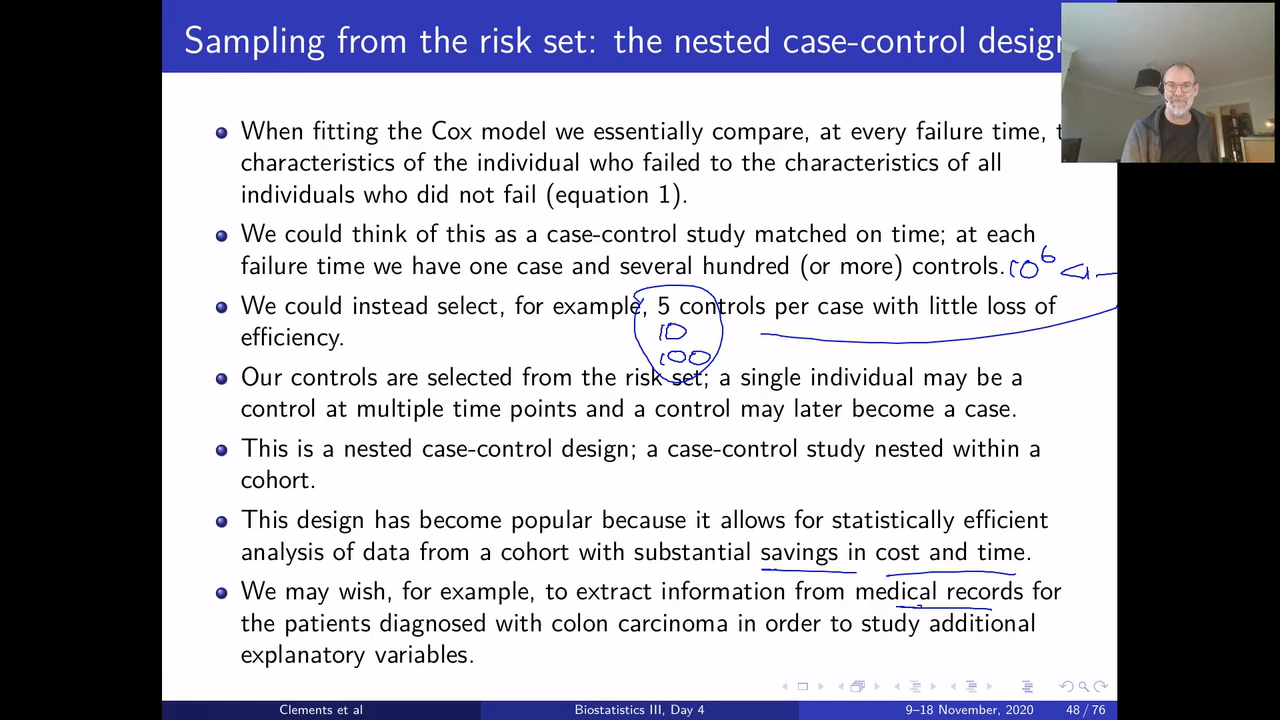 Sampling from the risk set: the nested case-control design
When fitting the Cox model we essentially compare, at every failure time, t
characteristics of the individual who failed to the characteristics of all
individuals who did not fail (equation 1).
We could think of this as a case-control study matched on time; at each
failure time we have one case and several hundred (or more) controls.
10⁶
We could instead select, for example, 5 controls per case with little loss of
10
efficiency.
100
Our controls are selected from the risk set; a single individual may be a
control at multiple time points and a control may later become a case.
This is a nested case-control design; a case-control study nested within a
cohort.
This design has become popular because it allows for statistically efficient
analysis of data from a cohort with substantial savings in cost and time.
We may wish, for example, to extract information from medical records for
the patients diagnosed with colon carcinoma in order to study additional
explanatory variables.
Clements et al
Biostatistics III, Day 4
9–18 November, 2020
48 / 76